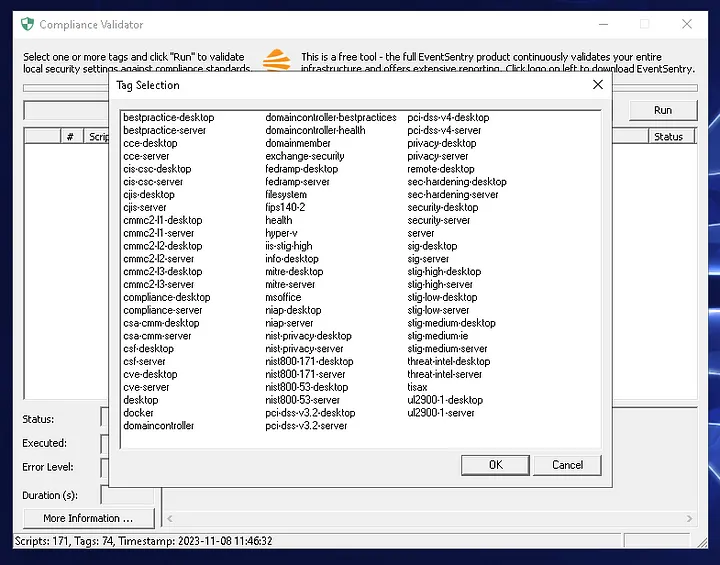 Compliance Validator
Select one or more tags and click "Run" to validate
local security settings against compliance standards.
This is a free tool - the full EventSentry product continuously validates your entire
infrastructure and offers extensive reporting. Click logo on left to download EventSentry.
Tag Selection
Run
#
Scrip
Status
bestpractice-desktop
bestpractice-server
cce-desktop
cce-server
cis-csc-desktop
cis-csc-server
cjis-desktop
cjis-server
cmmc2-l1-desktop
cmmc2-l1-server
cmmc2-l2-desktop
cmmc2-l2-server
cmmc2-l3-desktop
cmmc2-l3-server
compliance-desktop
compliance-server
csa-cmm-desktop
csa-cmm-server
csf-desktop
csf-server
cve-desktop
cve-server
desktop
docker
domaincontroller
domaincontroller-bestpractices
domaincontroller-health
domainmember
exchange-security
fedramp-desktop
fedramp-server
filesystem
fips140-2
health
hyper-v
iis-stig-high
info-desktop
mitre-desktop
mitre-server
msoffice
niap-desktop
niap-server
nist-privacy-desktop
nist-privacy-server
nist800-171-desktop
nist800-171-server
nist800-53-desktop
nist800-53-server
pci-dss-v3.2-desktop
pci-dss-v3.2-server
pci-dss-v4-desktop
pci-dss-v4-server
privacy-desktop
privacy-server
remote-desktop
sec-hardening-desktop
sec-hardening-server
security-desktop
security-server
server
sig-desktop
sig-server
stig-high-desktop
stig-high-server
stig-low-desktop
stig-low-server
stig-medium-desktop
stig-medium-ie
stig-medium-server
threat-intel-desktop
threat-intel-server
tisax
ul2900-1-desktop
ul2900-1-server
OK
Cancel
Status:
Executed:
Error Level:
Duration (s):
More Information ...
Scripts: 171, Tags: 74, Timestamp: 2023-11-08 11:46:32